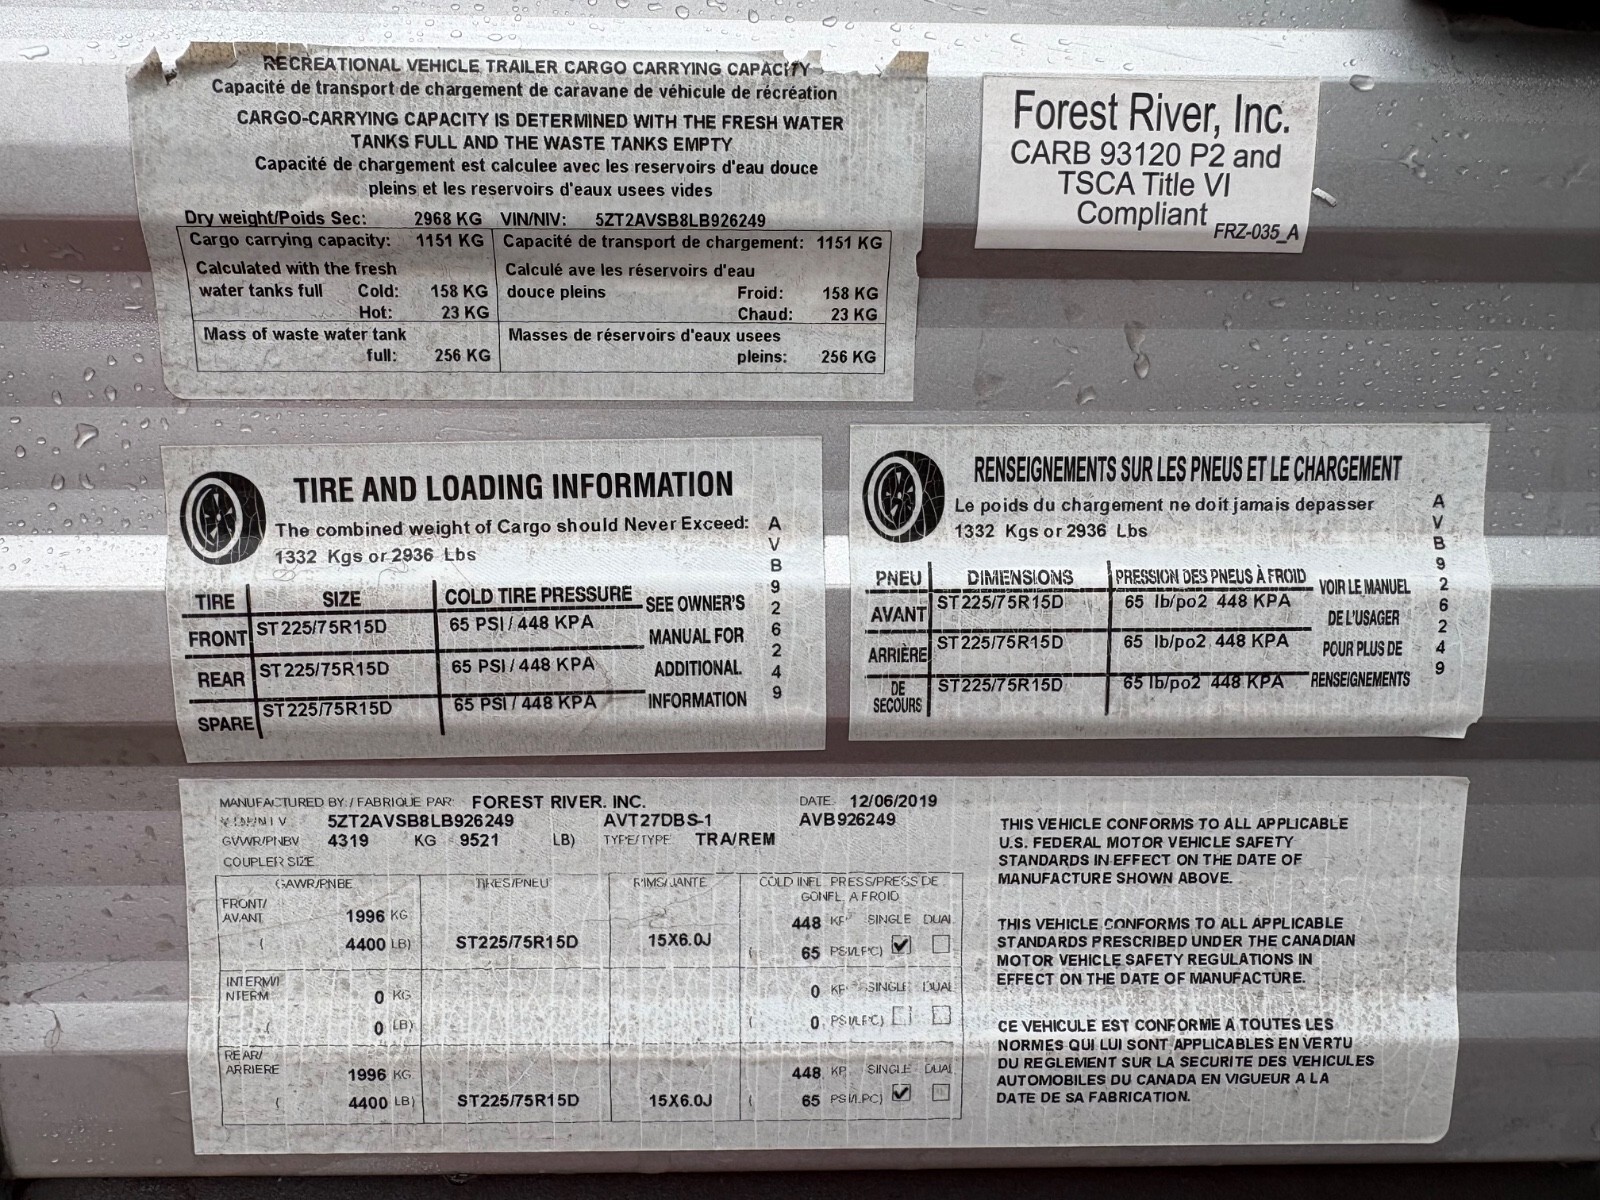 RECREATIONAL VEHICLE TRAILER CARGO CARRYING CAPACITY
Capacité de transport de chargement de caravane de véhicule de récréation
CARGO-CARRYING CAPACITY IS DETERMINED WITH THE FRESH WATER
TANKS FULL AND THE WASTE TANKS EMPTY
Capacité de chargement est calculee avec les reservoirs d'eau douce
pleins et les reservoirs d'eaux usees vides
Dry weight/Poids Sec: 2968 KG VIN/NIV: 5ZT2AVSB8LB926249
Cargo carrying capacity: 1151 KG Capacité de transport de chargement: 1151 KG
Calculated with the fresh Calculé ave les réservoirs d'eau
water tanks full Cold: 158 KG douce pleins Froid: 158 KG
Hot: 23 KG Chaud: 23 KG
Mass of waste water tank Masses de réservoirs d'eaux usees
full: 256 KG pleins: 256 KG
Forest River, Inc.
CARB 93120 P2 and
TSCA Title VI
Compliant FRZ-035_A
TIRE AND LOADING INFORMATION
The combined weight of Cargo should Never Exceed:
1332 Kgs or 2936 Lbs
TIRE SIZE COLD TIRE PRESSURE SEE OWNER'S
FRONT ST225/75R15D 65 PSI / 448 KPA MANUAL FOR
REAR ST225/75R15D 65 PSI / 448 KPA ADDITIONAL
SPARE ST225/75R15D 65 PSI / 448 KPA INFORMATION
AVB926249
RENSEIGNEMENTS SUR LES PNEUS ET LE CHARGEMENT
Le poids du chargement ne doit jamais depasser
1332 Kgs or 2936 Lbs
PNEU DIMENSIONS PRESSION DES PNEUS À FROID VOIR LE MANUEL
AVANT ST225/75R15D 65 lb/po2 448 KPA DE L'USAGER
ARRIÈRE ST225/75R15D 65 lb/po2 448 KPA POUR PLUS DE
DE SECOURS ST225/75R15D 65 lb/po2 448 KPA RENSEIGNEMENTS
AVB926249
MANUFACTURED BY / FABRIQUE PAR: FOREST RIVER. INC. DATE 12/06/2019
5ZT2AVSB8LB926249 AVT27DBS-1 AVB926249
GVWR/PNBV 4319 KG 9521 LB) TYPE/TYPE TRA/REM
COUPLER SIZE
GAWR/PNBE TIRES/PNEU RIMS/JANTE COLD INFL. PRESS/PRESS DE
GONFL. A FROID
FRONT/
AVANT 1996 KG 448 KP SINGLE DUAL
( 4400 LB) ST225/75R15D 15X6.0J ( 65 PSI/LPC) ✔
INTERM/
INTERM 0 KG 0 KP SINGLE DUAL
( 0 LB) ( 0 PSI/LPC)
REAR/
ARRIERE 1996 KG 448 KP SINGLE DUAL
( 4400 LB) ST225/75R15D 15X6.0J ( 65 PSI/LPC) ✔
THIS VEHICLE CONFORMS TO ALL APPLICABLE
U.S. FEDERAL MOTOR VEHICLE SAFETY
STANDARDS IN EFFECT ON THE DATE OF
MANUFACTURE SHOWN ABOVE.
THIS VEHICLE CONFORMS TO ALL APPLICABLE
STANDARDS PRESCRIBED UNDER THE CANADIAN
MOTOR VEHICLE SAFETY REGULATIONS IN
EFFECT ON THE DATE OF MANUFACTURE.
CE VEHICULE EST CONFORME A TOUTES LES
NORMES QUI LUI SONT APPLICABLES EN VERTU
DU REGLEMENT SUR LA SECURITE DES VEHICULES
AUTOMOBILES DU CANADA EN VIGUEUR A LA
DATE DE SA FABRICATION.